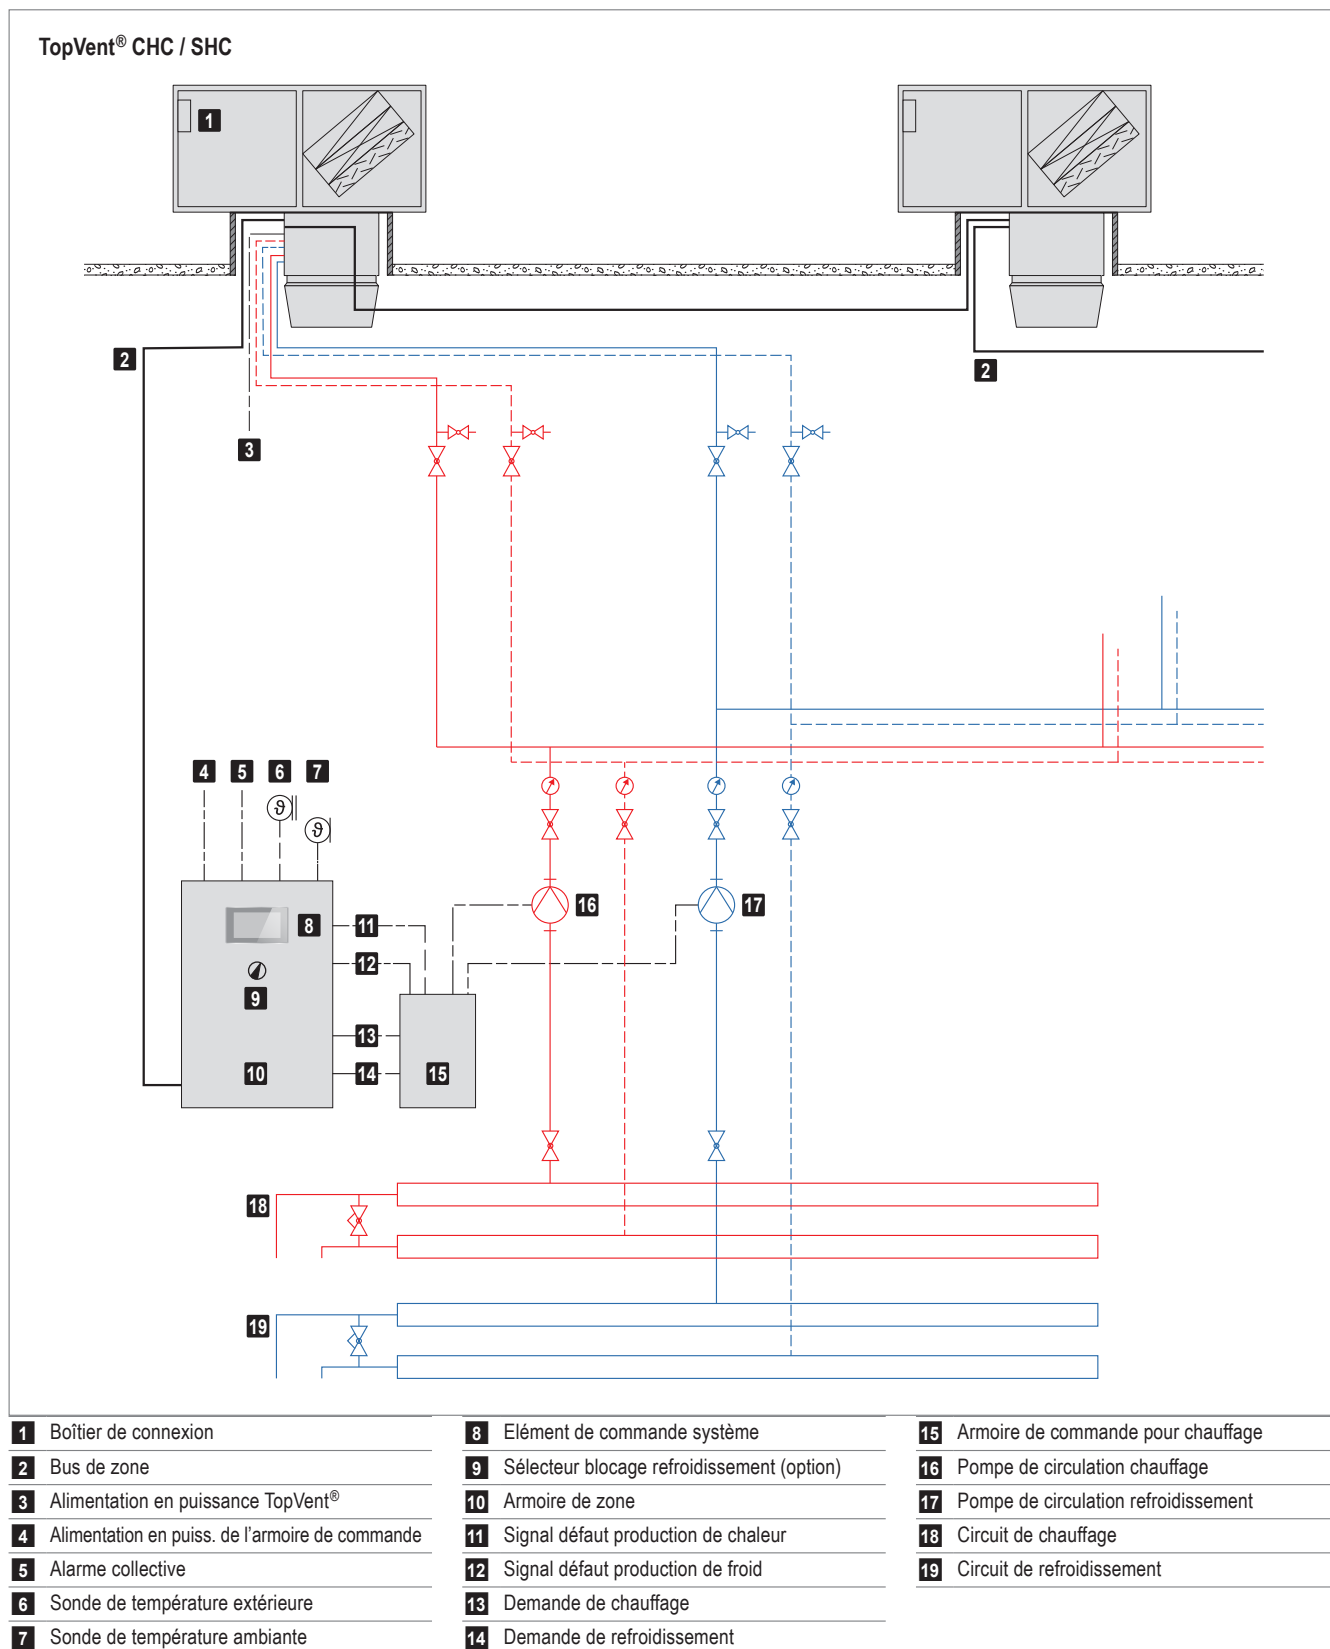 TopVent® CHC / SHC
1
2
2
3
4 5 6 7
ϑ
ϑ
8
11
16
17
12
9
13
10
14
15
18
19
1 Boîtier de connexion
2 Bus de zone
3 Alimentation en puissance TopVent®
4 Alimentation en puiss. de l'armoire de commande
5 Alarme collective
6 Sonde de température extérieure
7 Sonde de température ambiante
8 Elément de commande système
9 Sélecteur blocage refroidissement (option)
10 Armoire de zone
11 Signal défaut production de chaleur
12 Signal défaut production de froid
13 Demande de chauffage
14 Demande de refroidissement
15 Armoire de commande pour chauffage
16 Pompe de circulation chauffage
17 Pompe de circulation refroidissement
18 Circuit de chauffage
19 Circuit de refroidissement